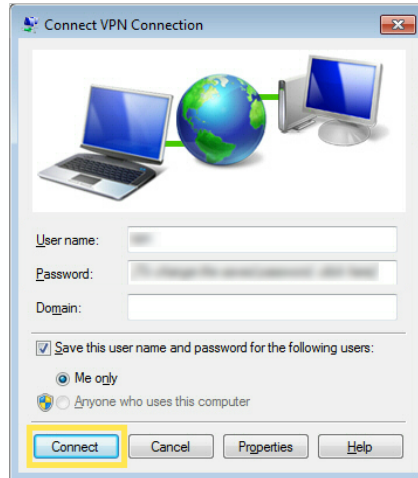 Connect VPN Connection
User name:
Password:
Domain:
Save this user name and password for the following users:
Me only
Anyone who uses this computer
Connect Cancel Properties Help